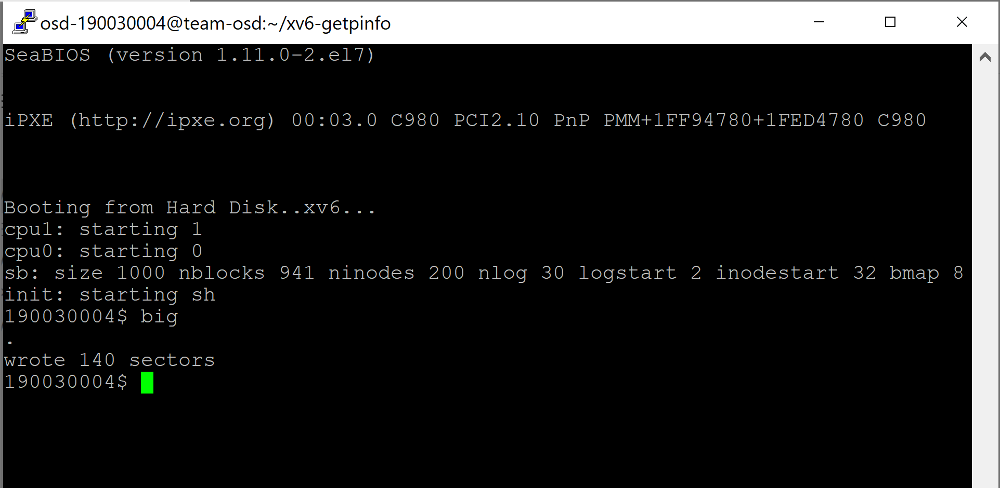 osd-190030004@team-osd:~/xv6-getpinfo
SeaBIOS (version 1.11.0-2.el7)
iPXE (http://ipxe.org) 00:03.0 C980 PCI2.10 PnP PMM+1FF94780+1FED4780 C980
Booting from Hard Disk..xv6...
cpu1: starting 1
cpu0: starting 0
sb: size 1000 nblocks 941 ninodes 200 nlog 30 logstart 2 inodestart 32 bmap 8
init: starting sh
190030004$ big
.
wrote 140 sectors
190030004$